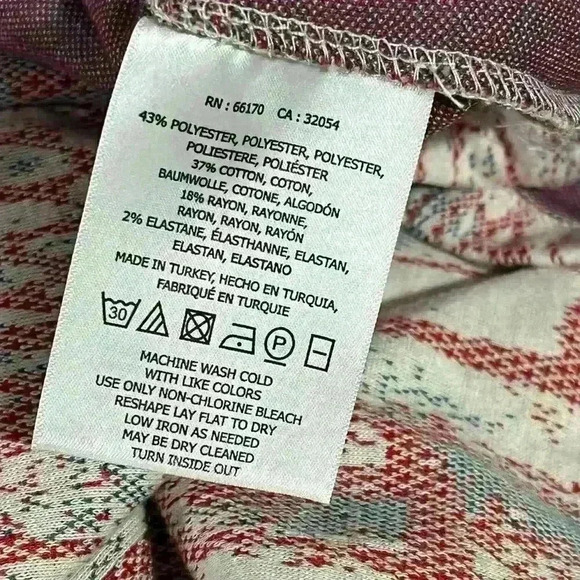 RN : 66170 CA : 32054
43% POLYESTER, POLYESTER, POLYESTER,
POLIESTERE, POLIÉSTER
37% COTTON, COTON,
BAUMWOLLE, COTONE, ALGODÓN
18% RAYON, RAYONNE,
RAYON, RAYON, RAYÓN
2% ELASTANE, ÉLASTHANNE, ELASTAN,
ELASTAN, ELASTANO
MADE IN TURKEY, HECHO EN TURQUIA,
FABRIQUÉ EN TURQUIE
30 P
MACHINE WASH COLD
WITH LIKE COLORS
USE ONLY NON-CHLORINE BLEACH
RESHAPE LAY FLAT TO DRY
LOW IRON AS NEEDED
MAY BE DRY CLEANED
TURN INSIDE OUT